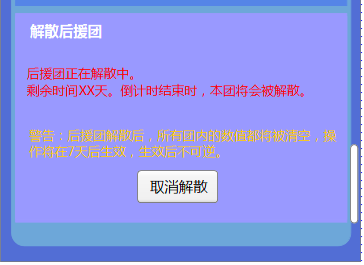 解散后援团
后援团正在解散中。
剩余时间XX天。倒计时结束时，本团将会被解散。
警告：后援团解散后，所有团内的数值都将被清空，操
作将在7天后生效，生效后不可逆。
取消解散